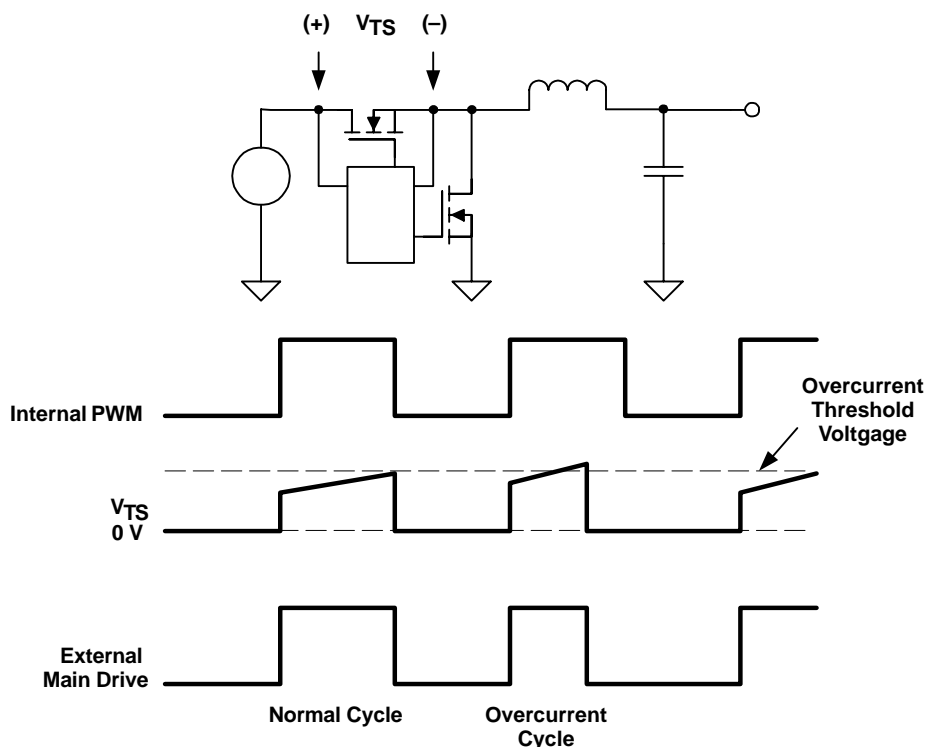 (+) VTS (–)
Internal PWM
Overcurrent
Threshold
Voltgage
VTS
0 V
External
Main Drive
Normal Cycle
Overcurrent
Cycle